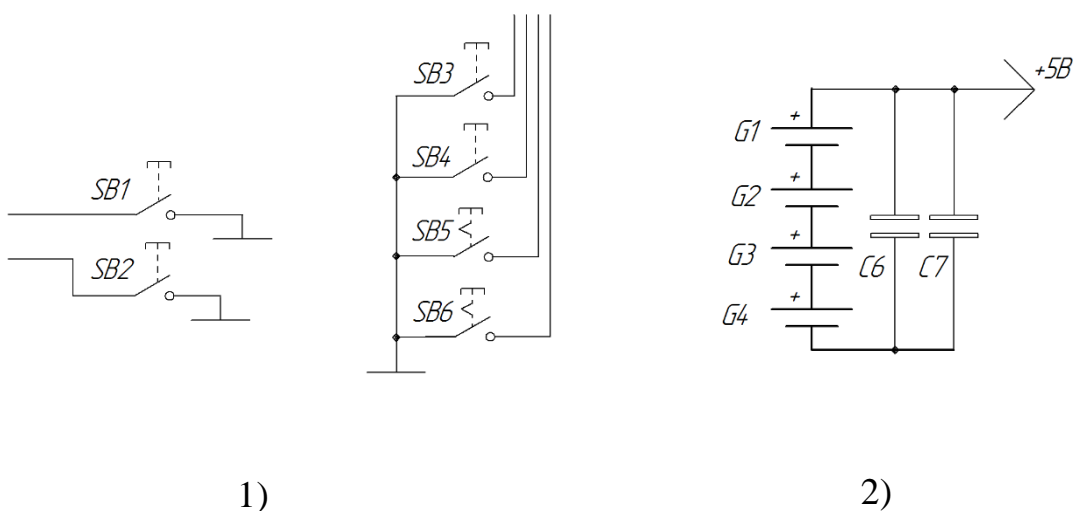 SB1
SB2
SB3
SB4
SB5
SB6
1)
+5В
+
G1
+
G2
+
G3
+
G4
C6
C7
2)